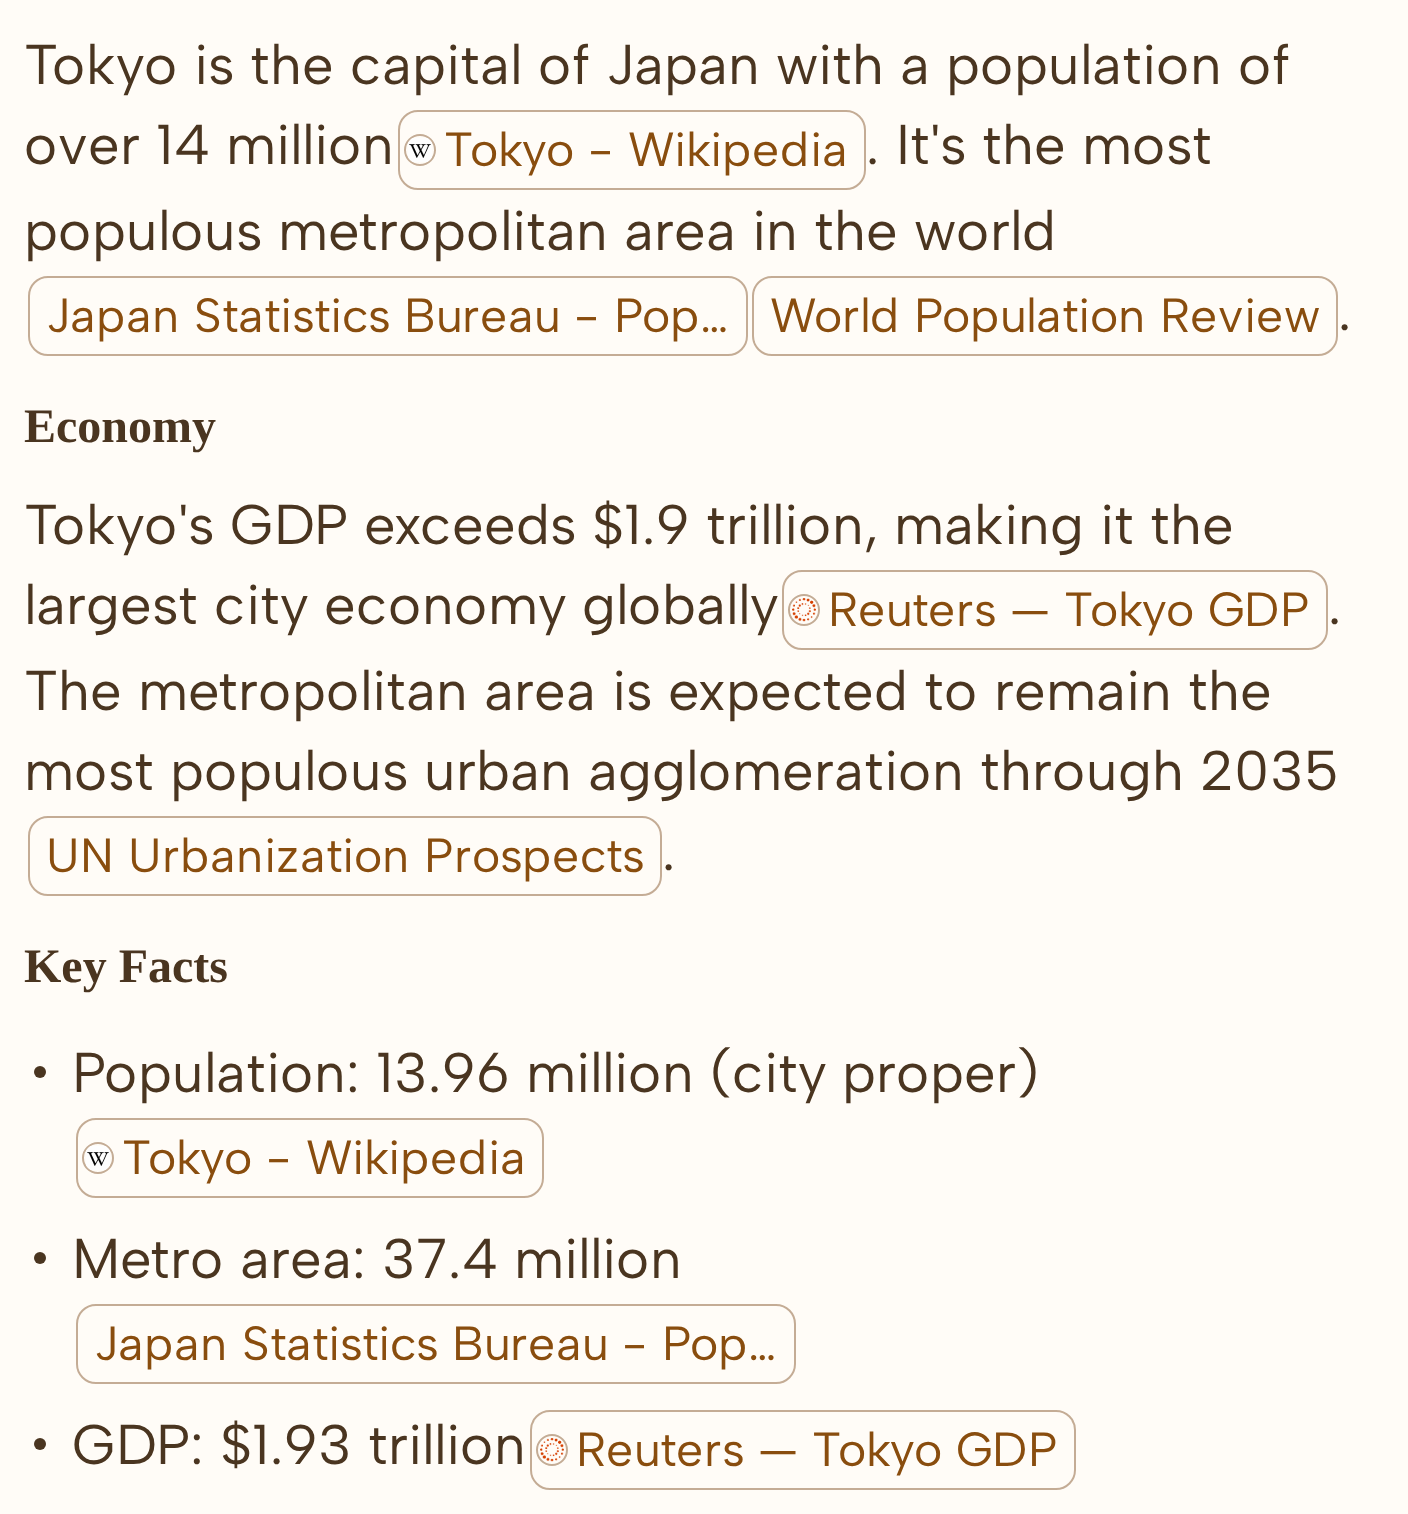 Tokyo is the capital of Japan with a population of
over 14 million W Tokyo – Wikipedia . It's the most
populous metropolitan area in the world
Japan Statistics Bureau – Pop... World Population Review .
Economy
Tokyo's GDP exceeds $1.9 trillion, making it the
largest city economy globally Reuters — Tokyo GDP .
The metropolitan area is expected to remain the
most populous urban agglomeration through 2035
UN Urbanization Prospects .
Key Facts
• Population: 13.96 million (city proper)
W Tokyo – Wikipedia
• Metro area: 37.4 million
Japan Statistics Bureau – Pop...
• GDP: $1.93 trillion Reuters — Tokyo GDP